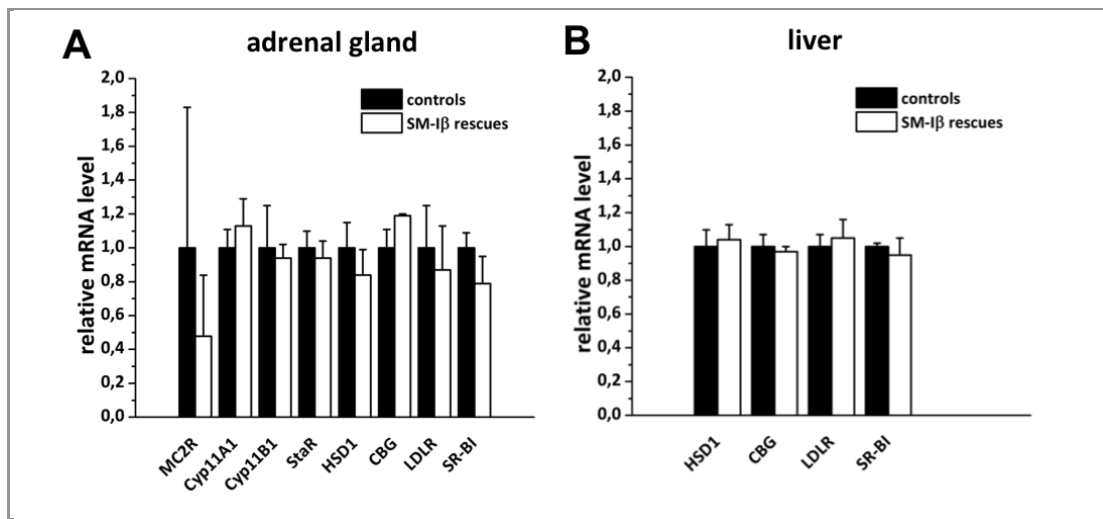 A
adrenal gland
relative mRNA level
2,0
1,8
1,6
1,4
1,2
1,0
0,8
0,6
0,4
0,2
0,0
controls
SM-Iβ rescues
MC2R
Cyp11A1
Cyp11B1
StaR
HSD1
CBG
LDLR
SR-BI
B
liver
relative mRNA level
2,0
1,8
1,6
1,4
1,2
1,0
0,8
0,6
0,4
0,2
0,0
controls
SM-Iβ rescues
HSD1
CBG
LDLR
SR-BI